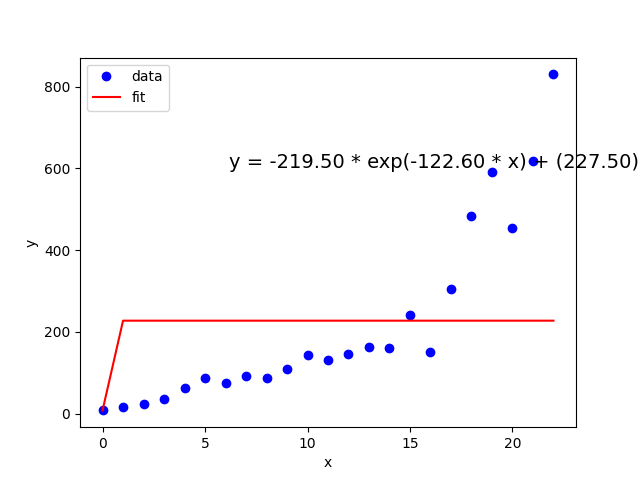 data
fit
y = -219.50 * exp(-122.60 * x) + (227.50)
800
600
400
200
0
y
0 5 10 15 20
x